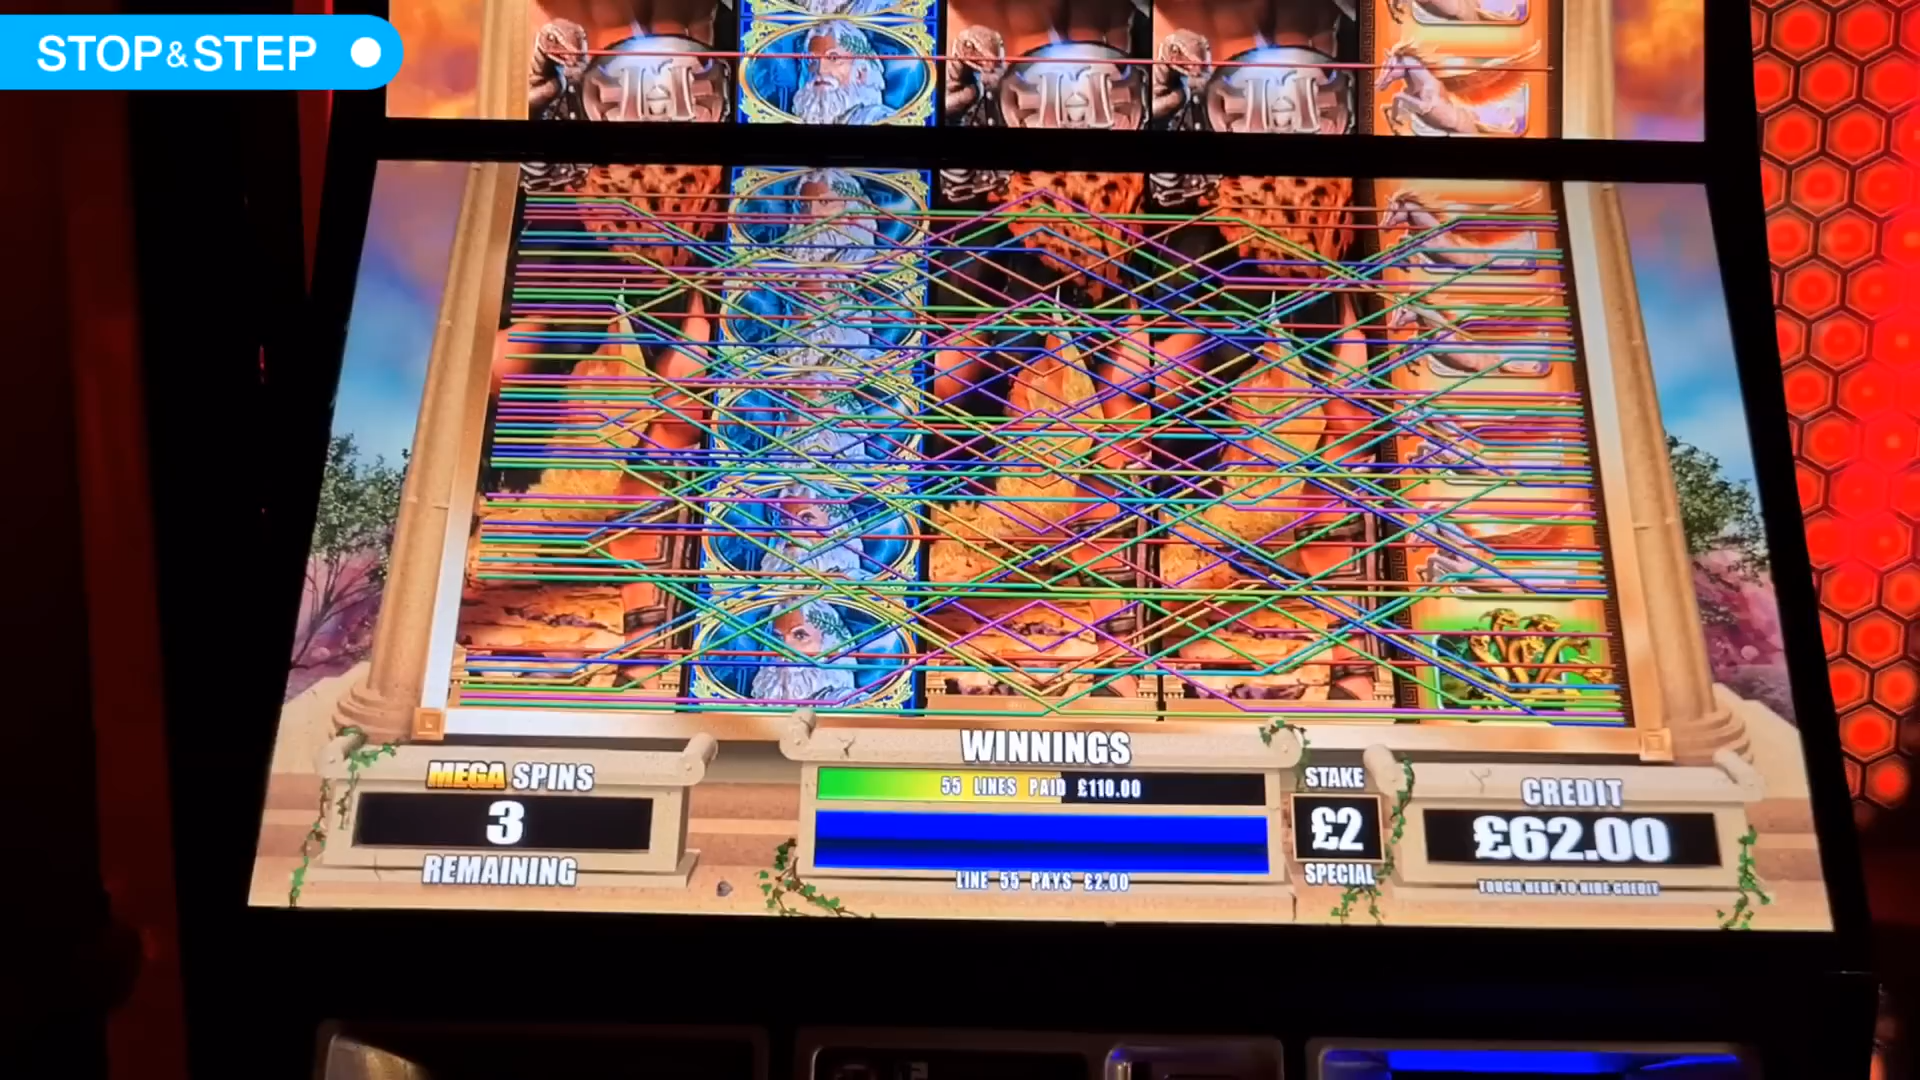 STOP&STEP
WINNINGS
MEGA SPINS
3
REMAINING
55 LINES PAID £110.00
LINE 55 PAYS £2.00
STAKE
£2
SPECIAL
CREDIT
£62.00
TOUCH HERE TO HIDE CREDIT